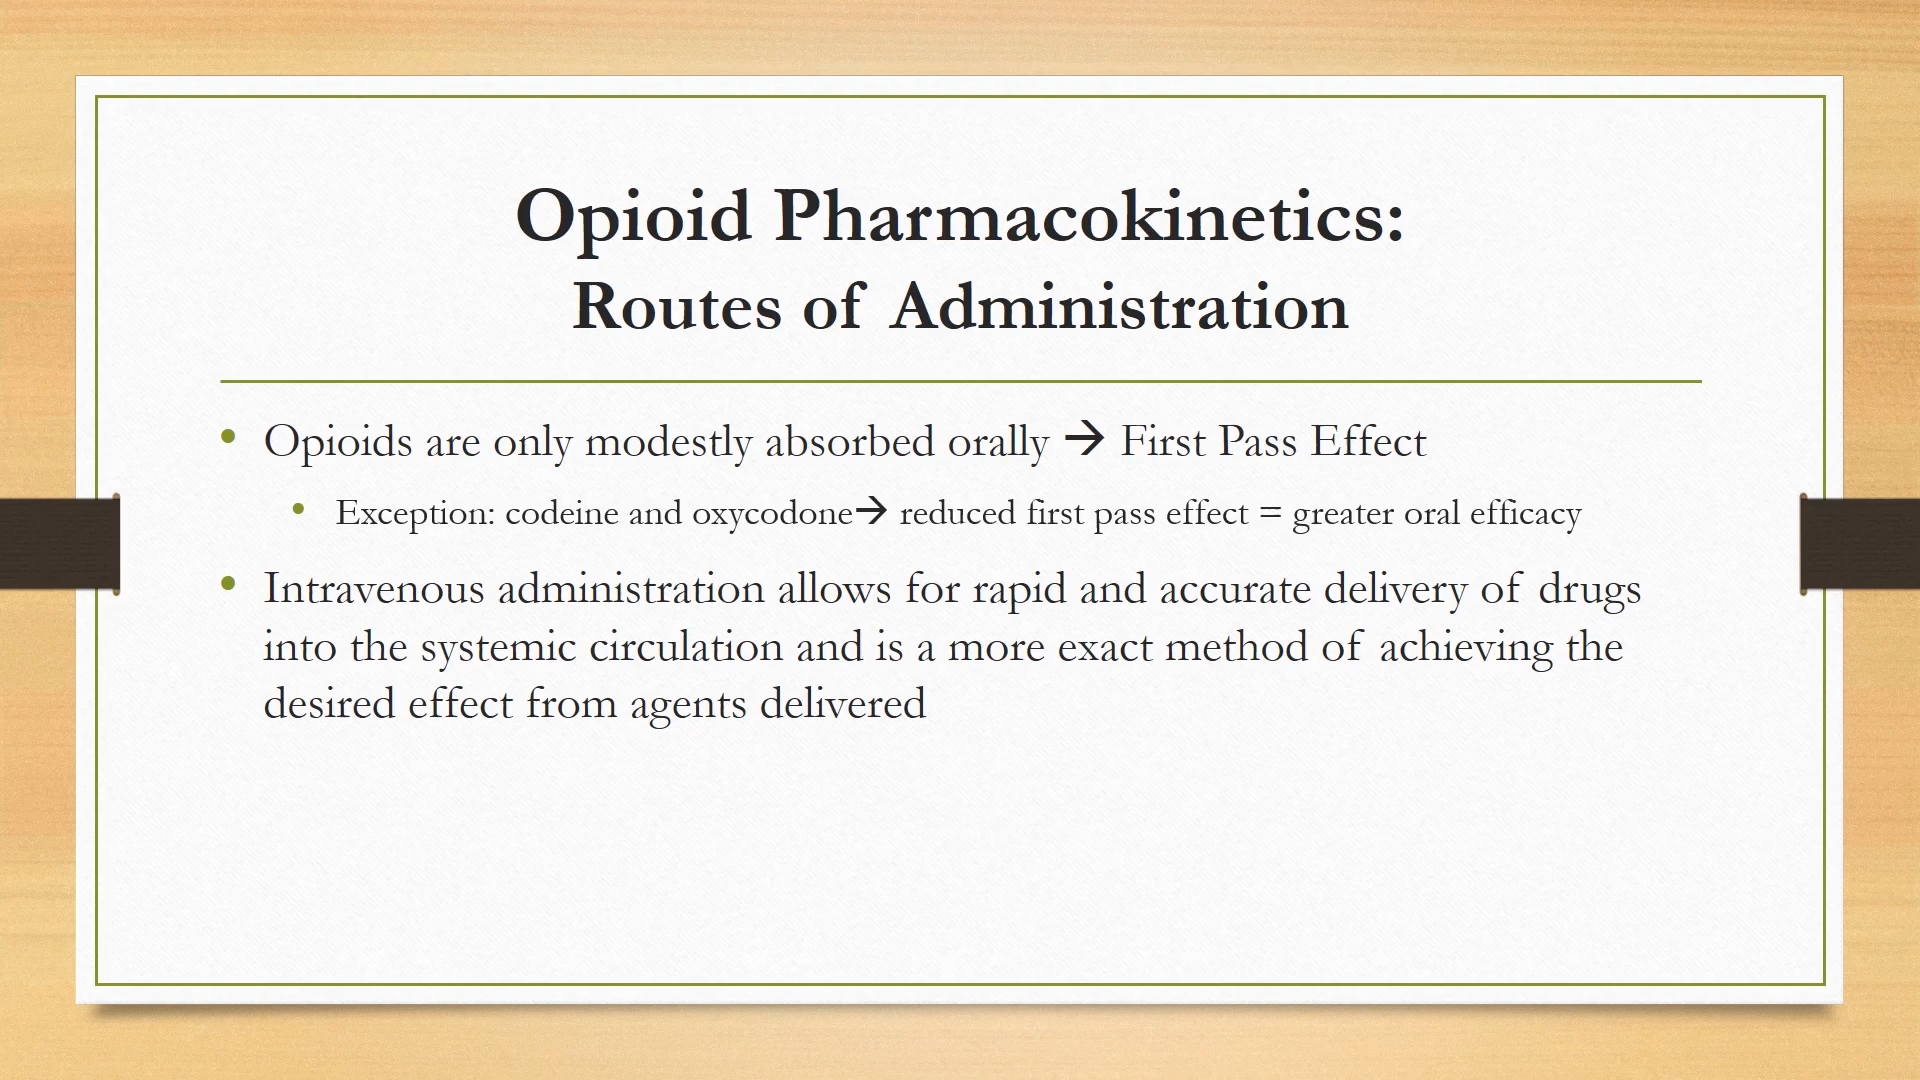 Opioid Pharmacokinetics:
Routes of Administration
• Opioids are only modestly absorbed orally → First Pass Effect
• Exception: codeine and oxycodone→ reduced first pass effect = greater oral efficacy
• Intravenous administration allows for rapid and accurate delivery of drugs
into the systemic circulation and is a more exact method of achieving the
desired effect from agents delivered